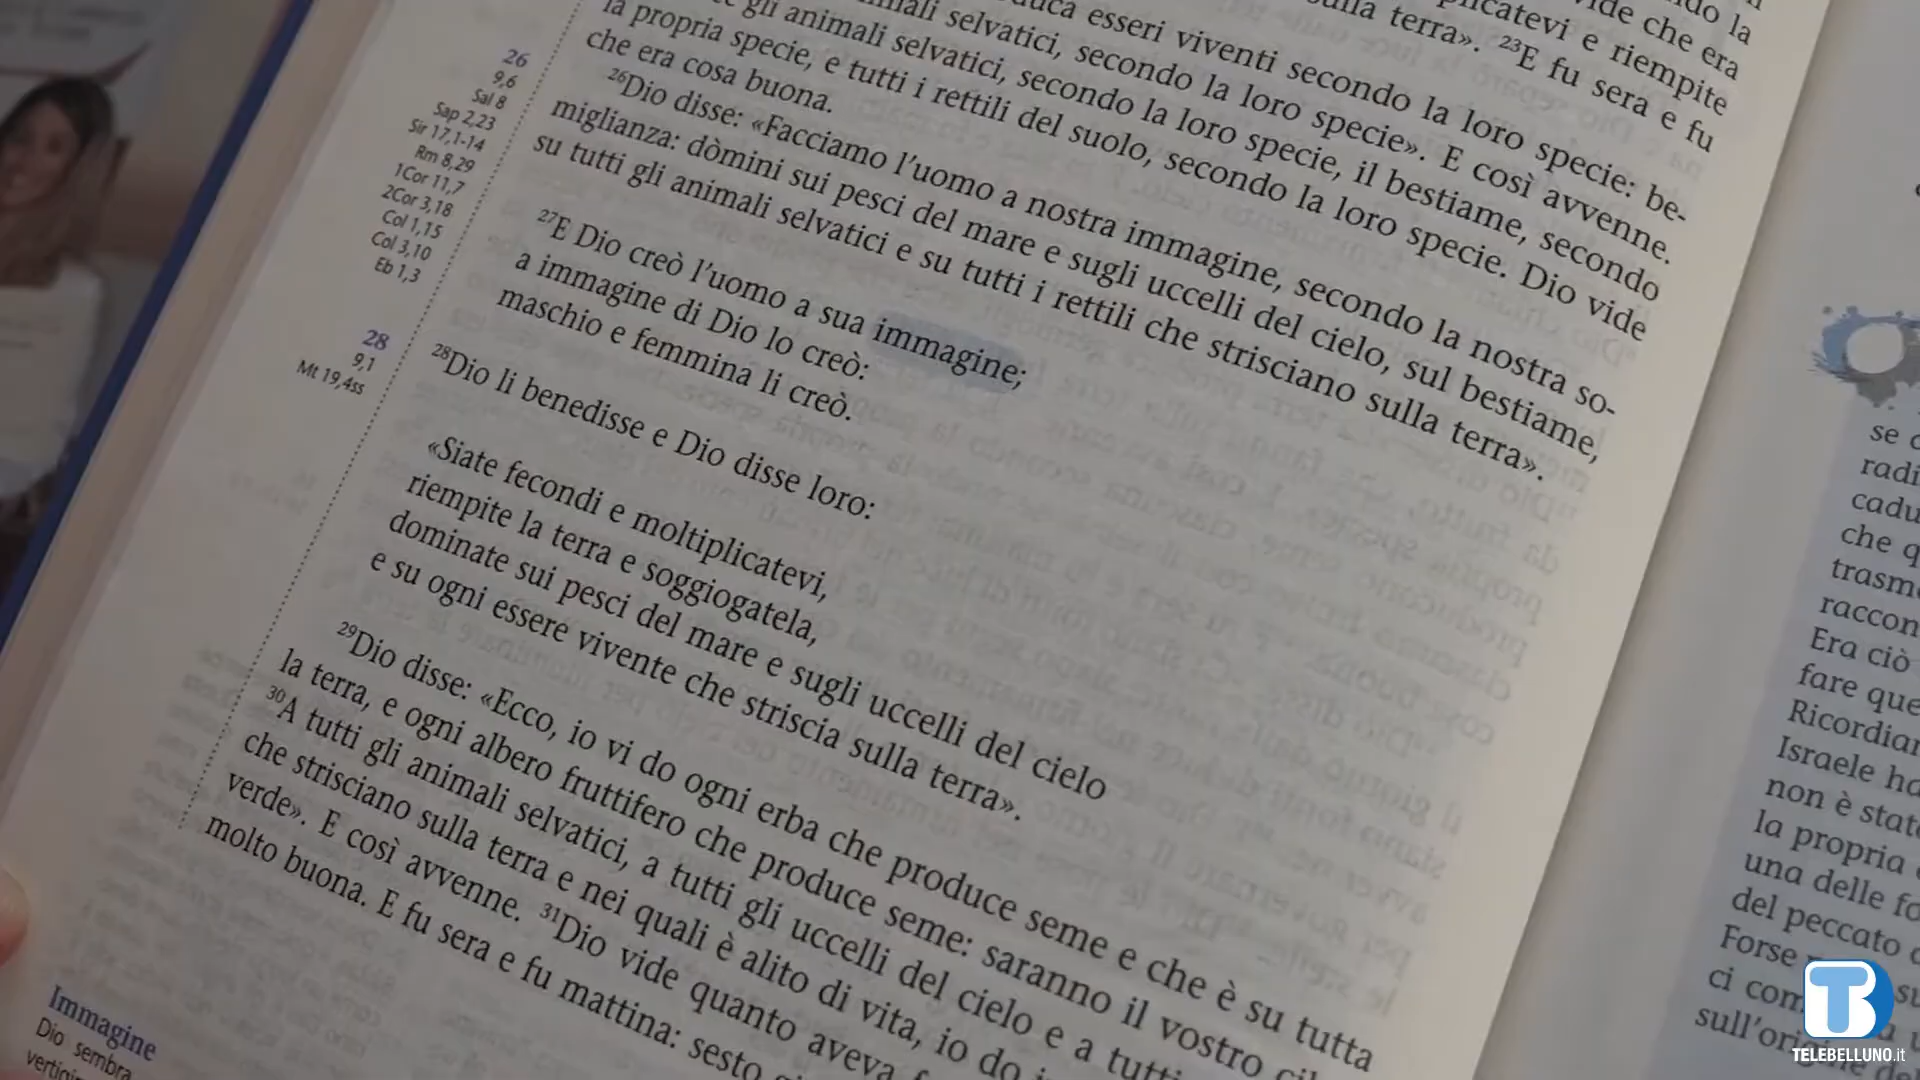 esseri viventi secondo la loro specie: be-
selvatici, secondo la loro specie». E così avvenne.
gli animali selvatici, secondo la loro specie, il bestiame, secondo
la propria specie, e tutti i rettili del suolo, secondo la loro specie. Dio vide
che era cosa buona.
26Dio disse: «Facciamo l'uomo a nostra immagine, secondo la nostra so-
miglianza: dòmini sui pesci del mare e sugli uccelli del cielo, sul bestiame,
su tutti gli animali selvatici e su tutti i rettili che strisciano sulla terra».
27E Dio creò l'uomo a sua immagine;
a immagine di Dio lo creò:
maschio e femmina li creò.
28Dio li benedisse e Dio disse loro:
«Siate fecondi e moltiplicatevi,
riempite la terra e soggiogatela,
dominate sui pesci del mare e sugli uccelli del cielo
e su ogni essere vivente che striscia sulla terra».
29Dio disse: «Ecco, io vi do ogni erba che produce seme e che è su tutta
la terra, e ogni albero fruttifero che produce seme: saranno il vostro
30A tutti gli animali selvatici, a tutti gli uccelli del cielo e a tutti
che strisciano sulla terra e nei quali è alito di vita, io do
verde». E così avvenne. 31Dio vide quanto aveva
molto buona. E fu sera e fu mattina: sesto
26
9,6
Sal 8
Sap 2,23
Sir 17,1-14
Rm 8,29
1Cor 11,7
2Cor 3,18
Col 1,15
Col 3,10
Eb 1,3
28
9,1
Mt 19,4ss
Immagine
Dio sembra
che q
Era ciò
fare que
Israele ha
non è stat
la propria
una delle fo
del peccato
Forse
TELEBELLUNO.it